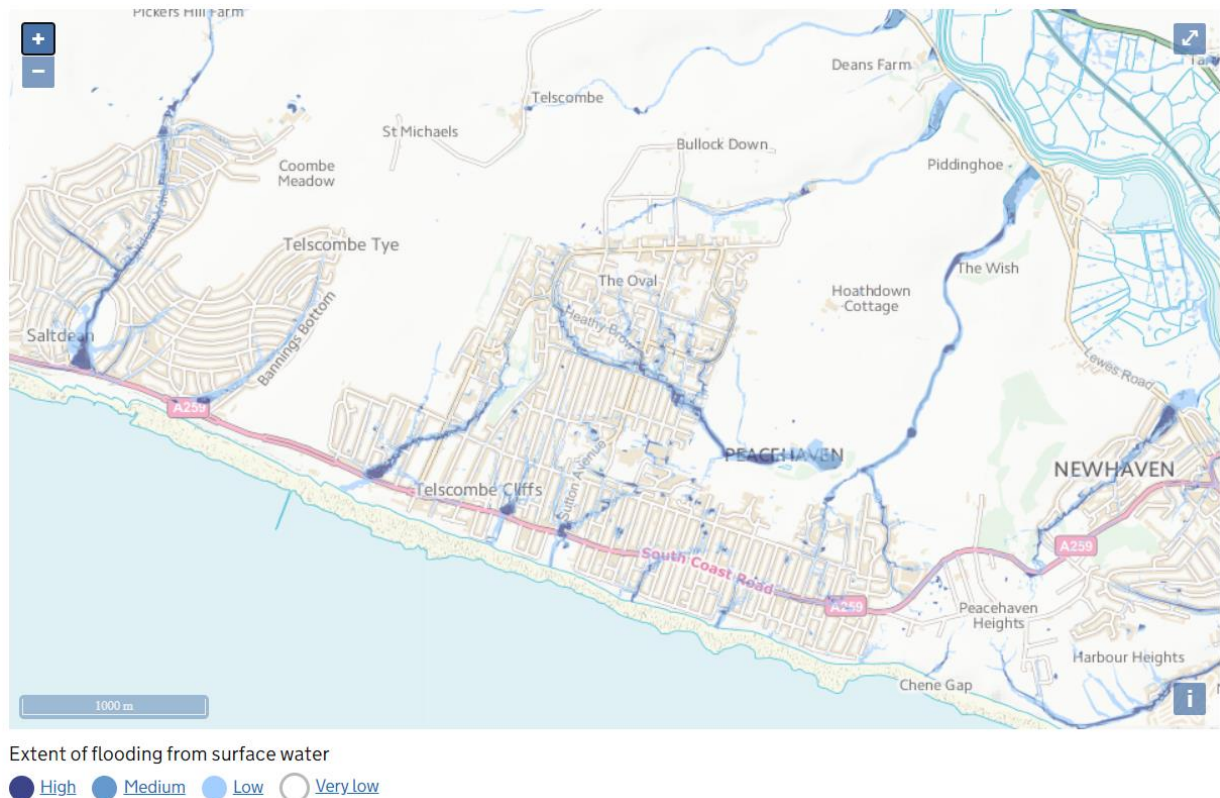 Pickers Hill Farm
+
−
Deans Farm
Telscombe
St Michaels
Bullock Down
Coombe
Meadow
Piddinghoe
Telscombe Tye
The Oval
The Wish
Hoathdown
Cottage
Heathy Brow
Saltdean
Bannings Bottom
Lewes Road
A259
PEACEHAVEN
NEWHAVEN
Telscombe Cliffs
Sutton Avenue
South Coast Road
A259
A259
Peacehaven
Heights
Harbour Heights
Chene Gap
i
1000 m
Extent of flooding from surface water
High Medium Low Very low